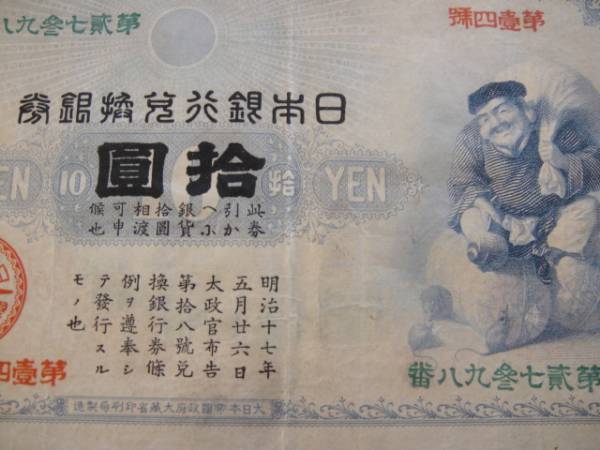 第壹四號
第貳七叁九八
日本銀行兌換銀券
EN 10 拾圓 拾 YEN
此券
引か
へに
銀貨
拾圓
相渡
可申
候也
明治十七年
五月廿六日
太政官布告
第拾八號兌
換銀行券條
例ヲ遵奉シ
テ發行スル
モノ也
第貳七叁九八番
第壹四
大日本帝國政府大藏省印刷局製造